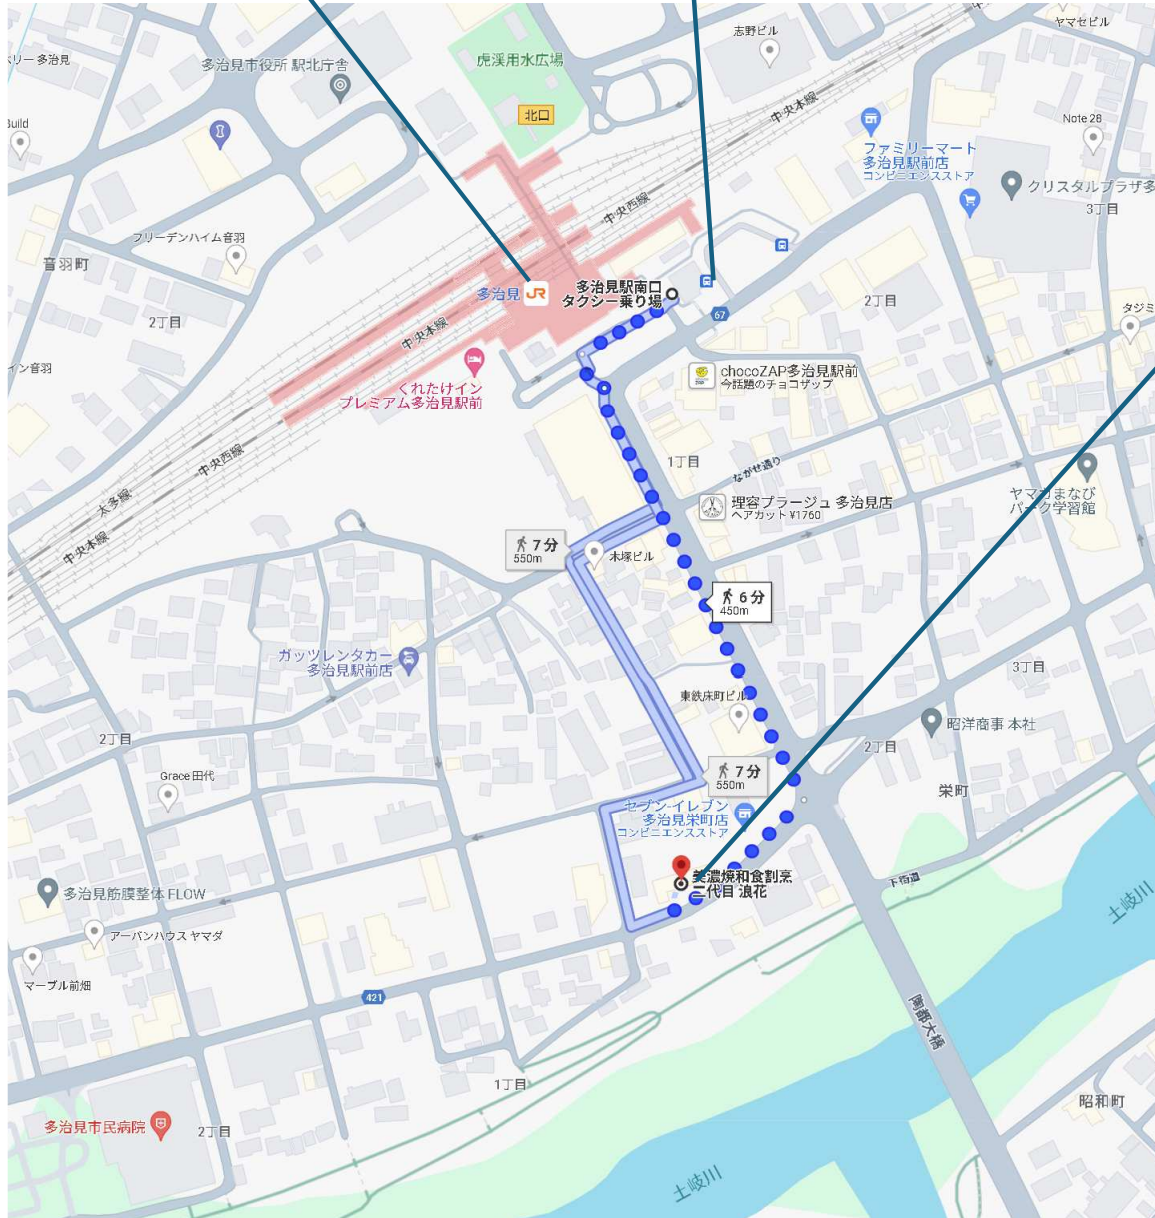 志野ビル
ヤマセビル
ベリー 多治見
多治見市役所 駅北庁舎
虎渓用水広場
中央本線
北口
Build
Note 28
ファミリーマート
多治見駅前店
コンビニエンスストア
クリスタルプラザ多
3丁目
中央西線
フリーデンハイム音羽
音羽町
多治見
JR
多治見駅南口
タクシー乗り場
2丁目
67
2丁目
タジミ
中央本線
イン音羽
くれたけイン
プレミアム多治見駅前
chocoZAP多治見駅前
今話題のチョコザップ
中央西線
太多線
1丁目
ながせ通り
ヤマカまなび
パーク学習館
理容プラージュ 多治見店
ヘアカット ¥1760
中央本線
7 分
550m
木塚ビル
6 分
450m
ガッツレンタカー
多治見駅前店
3丁目
東鉄床町ビル
昭洋商事 本社
2丁目
2丁目
Grace 田代
7 分
550m
セブン-イレブン
多治見栄町店
コンビニエンスストア
栄町
美濃焼和食割烹
二代目 浪花
下街道
多治見筋膜整体 FLOW
土岐川
アーバンハウス ヤマダ
マーブル前畑
421
陶都大橋
1丁目
昭和町
多治見市民病院
2丁目
土岐川